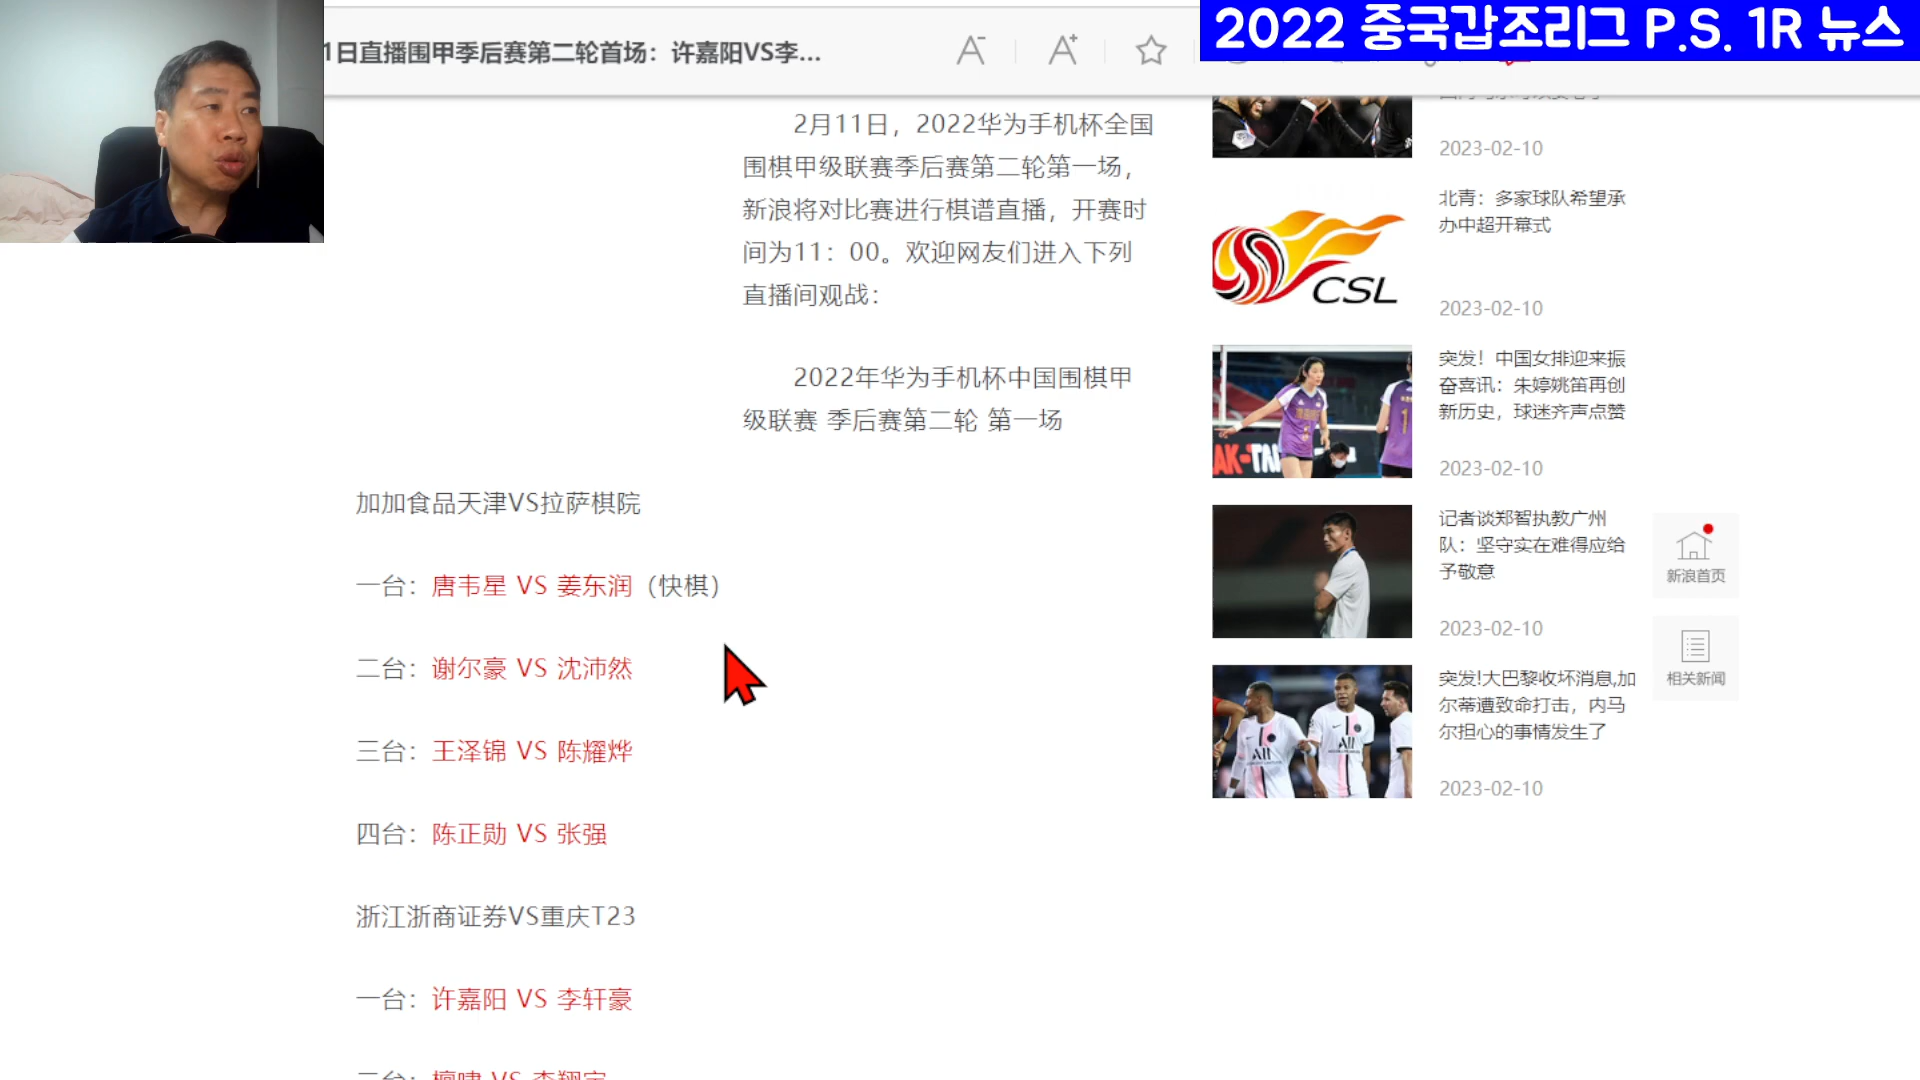 2022 중국갑조리그 P.S. 1R 뉴스
1日直播围甲季后赛第二轮首场：许嘉阳VS李...
A-
A+
2月11日，2022华为手机杯全国
围棋甲级联赛季后赛第二轮第一场，
新浪将对比赛进行棋谱直播，开赛时
间为11：00。欢迎网友们进入下列
直播间观战：
2022年华为手机杯中国围棋甲
级联赛 季后赛第二轮 第一场
加加食品天津VS拉萨棋院
一台：唐韦星 VS 姜东润（快棋）
二台：谢尔豪 VS 沈沛然
三台：王泽锦 VS 陈耀烨
四台：陈正勋 VS 张强
浙江浙商证券VS重庆T23
一台：许嘉阳 VS 李轩豪
二台：檀啸 VS 李翔宇
2023-02-10
北青：多家球队希望承
办中超开幕式
CSL
2023-02-10
突发！中国女排迎来振
奋喜讯：朱婷姚笛再创
新历史，球迷齐声点赞
2023-02-10
记者谈郑智执教广州
队：坚守实在难得应给
予敬意
2023-02-10
突发!大巴黎收坏消息,加
尔蒂遭致命打击，内马
尔担心的事情发生了
2023-02-10
新浪首页
相关新闻